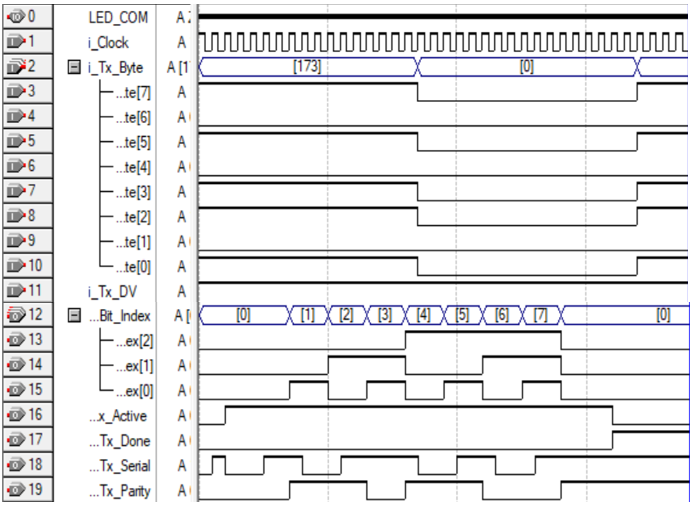 0 LED_COM A 2
1 i_Clock A
2 i_Tx_Byte A [1 [173] [0]
3 ...te[7] A
4 ...te[6] A
5 ...te[5] A
6 ...te[4] A
7 ...te[3] A
8 ...te[2] A
9 ...te[1] A
10 ...te[0] A
11 i_Tx_DV A
12 ...Bit_Index A [ [0] [1] [2] [3] [4] [5] [6] [7] [0]
13 ...ex[2] A
14 ...ex[1] A
15 ...ex[0] A
16 ...x_Active A
17 ...Tx_Done A
18 ...Tx_Serial A
19 ...Tx_Parity A